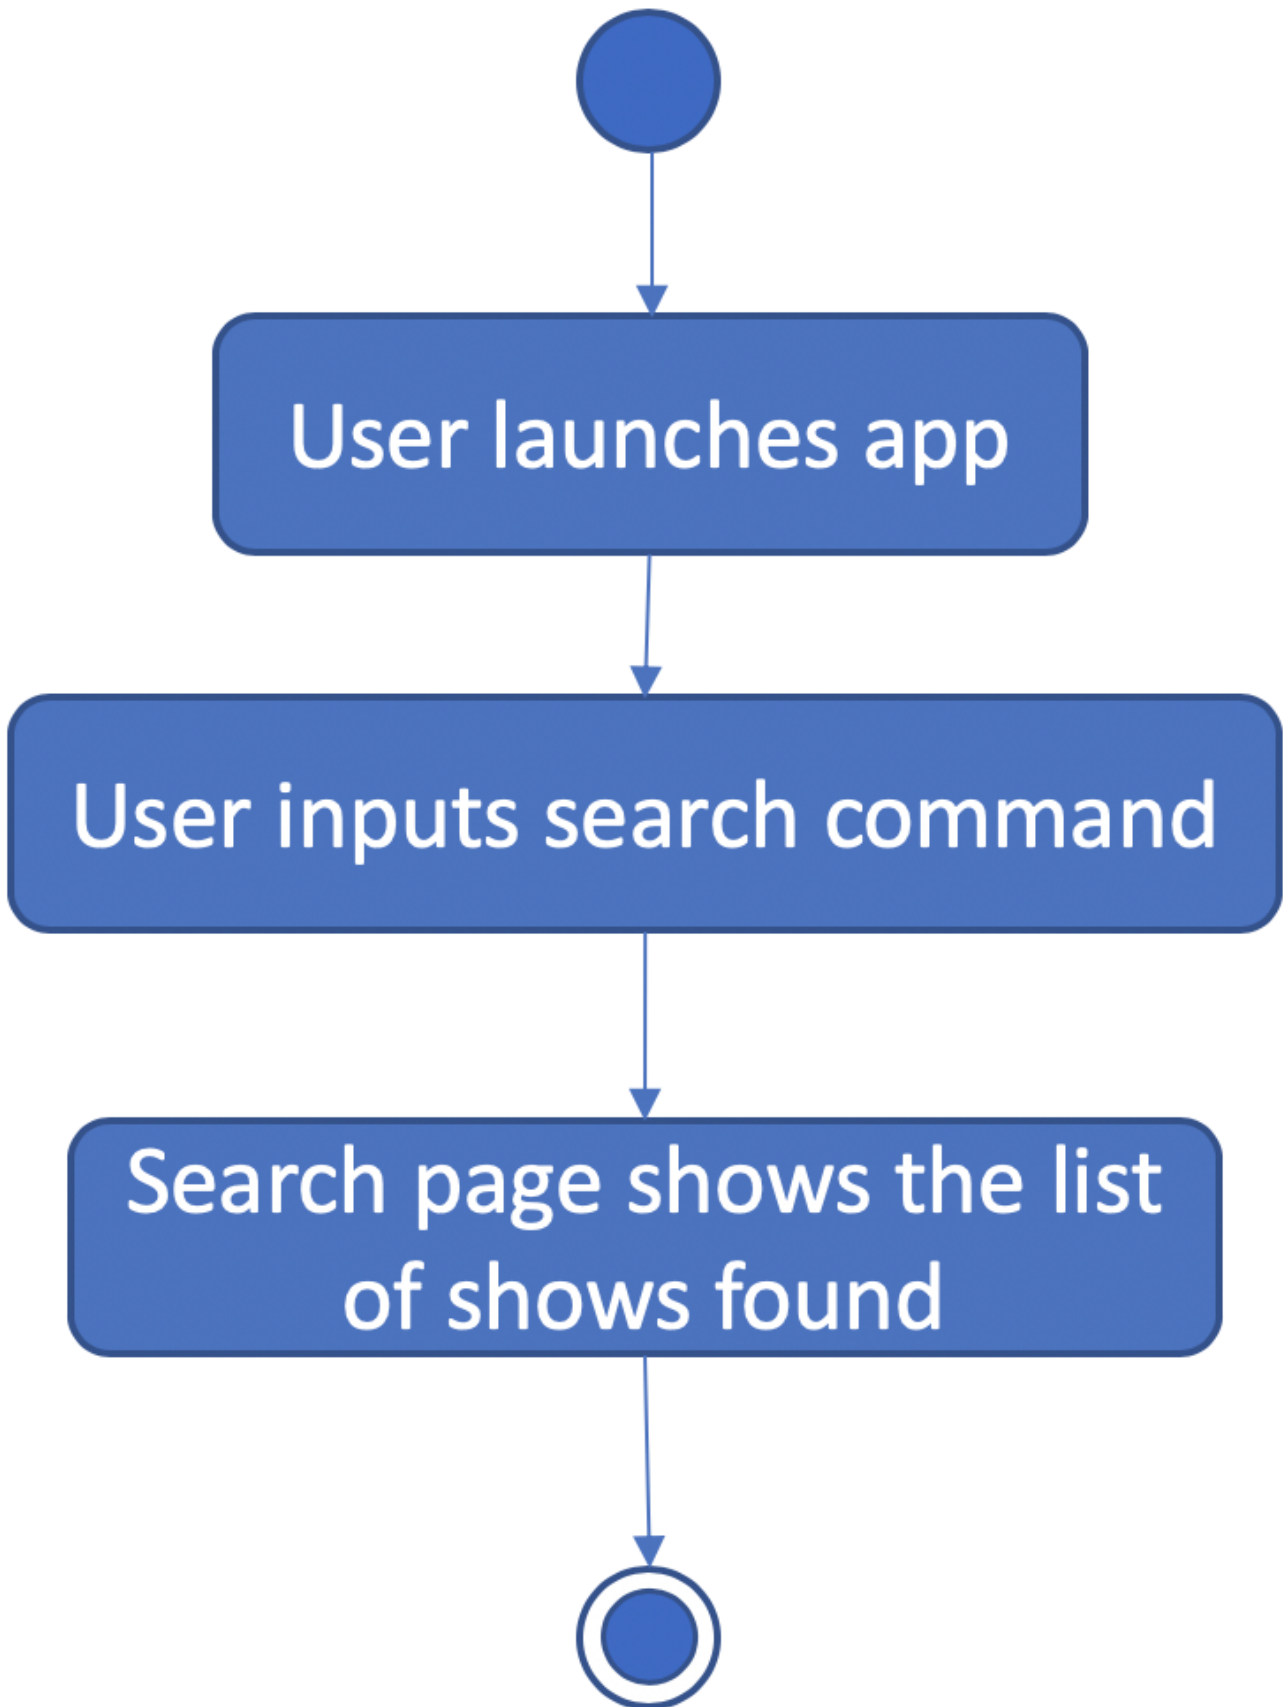 User launches app
User inputs search command
Search page shows the list
of shows found